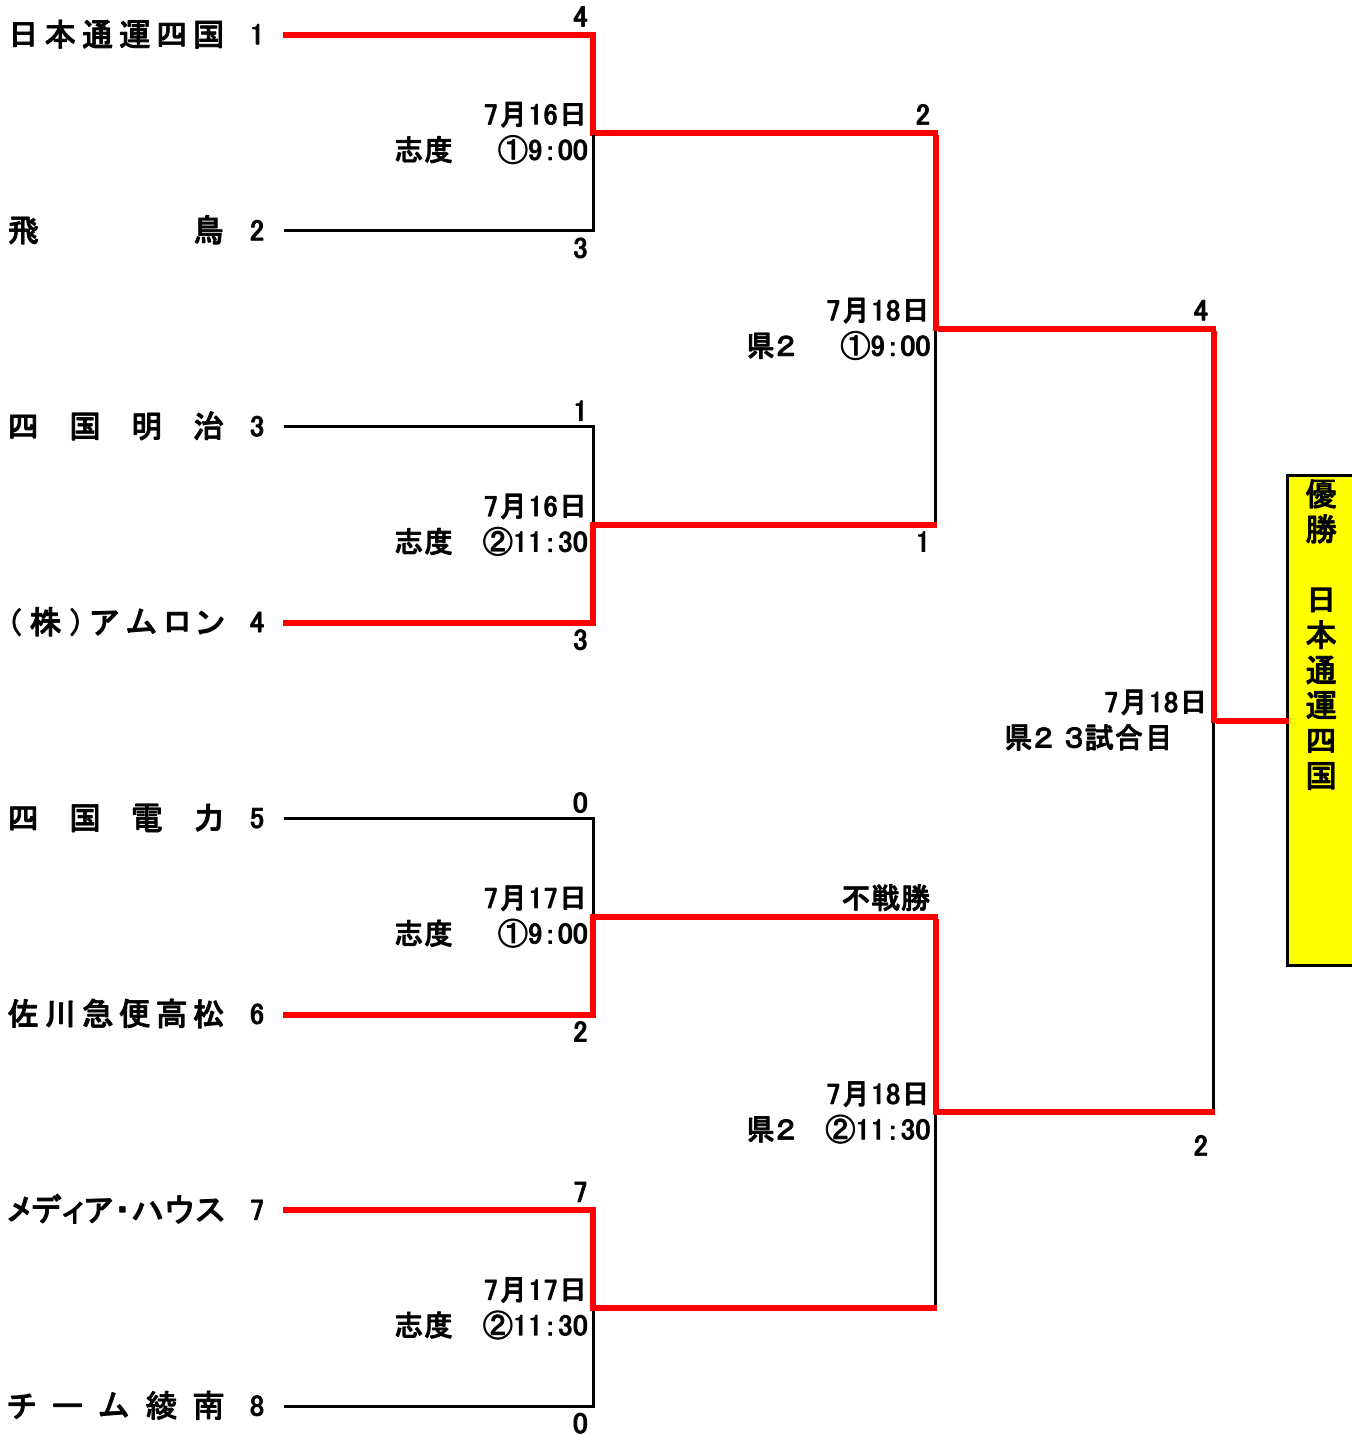 日本通運四国 1
4
7月16日
志度 ①9:00
2
飛鳥 2
3
7月18日
県2 ①9:00
4
四国明治 3
1
7月16日
志度 ②11:30
1
(株)アムロン 4
3
優勝 日本通運四国
7月18日
県2 3試合目
四国電力 5
0
7月17日
志度 ①9:00
不戦勝
佐川急便高松 6
2
7月18日
県2 ②11:30
2
メディア・ハウス 7
7
7月17日
志度 ②11:30
チーム綾南 8
0